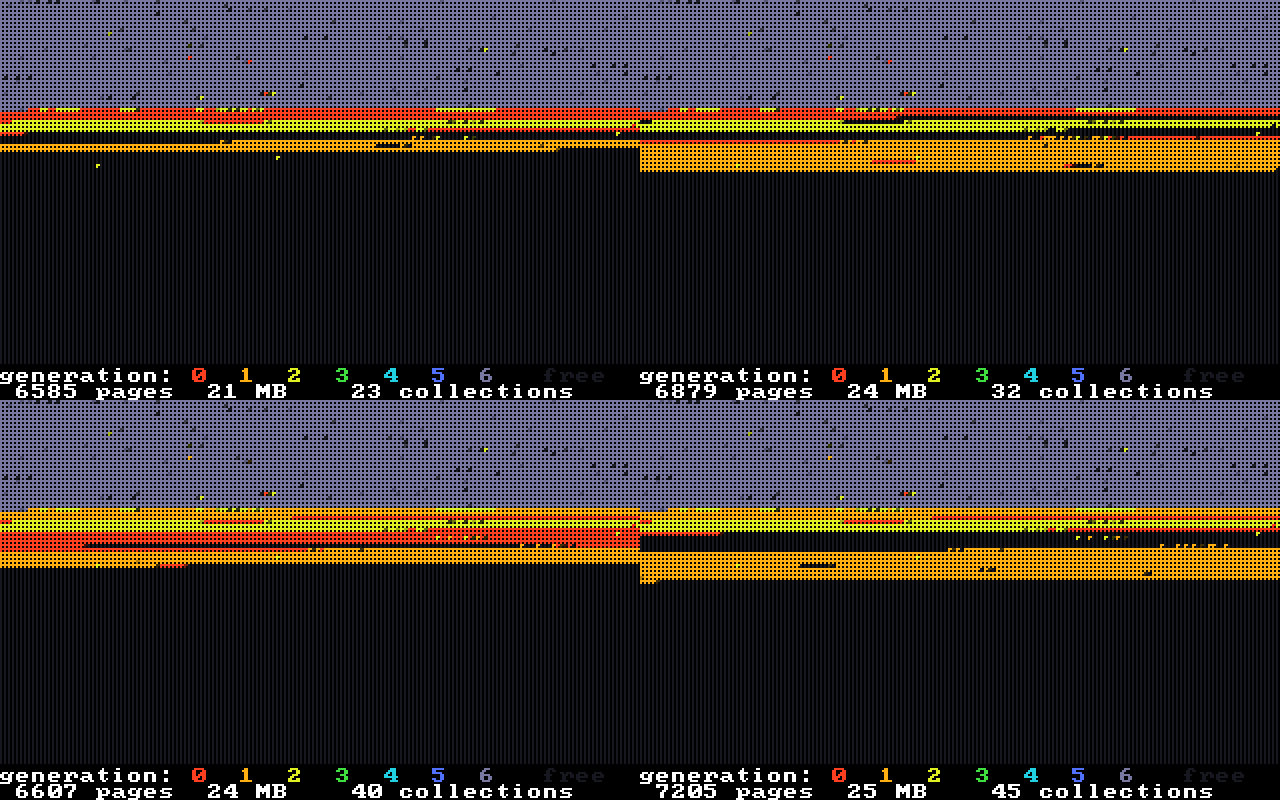 generation: 0 1 2 3 4 5 6 free
6585 pages 21 MB 23 collections
generation: 0 1 2 3 4 5 6 free
6879 pages 24 MB 32 collections
generation: 0 1 2 3 4 5 6 free
6607 pages 24 MB 40 collections
generation: 0 1 2 3 4 5 6 free
7205 pages 25 MB 45 collections